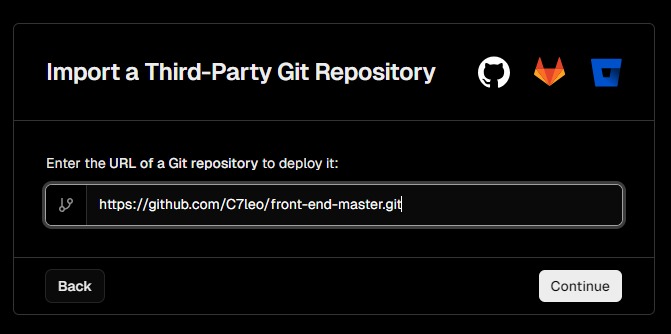 Import a Third-Party Git Repository
Enter the URL of a Git repository to deploy it:
https://github.com/C7leo/front-end-master.git
Back
Continue